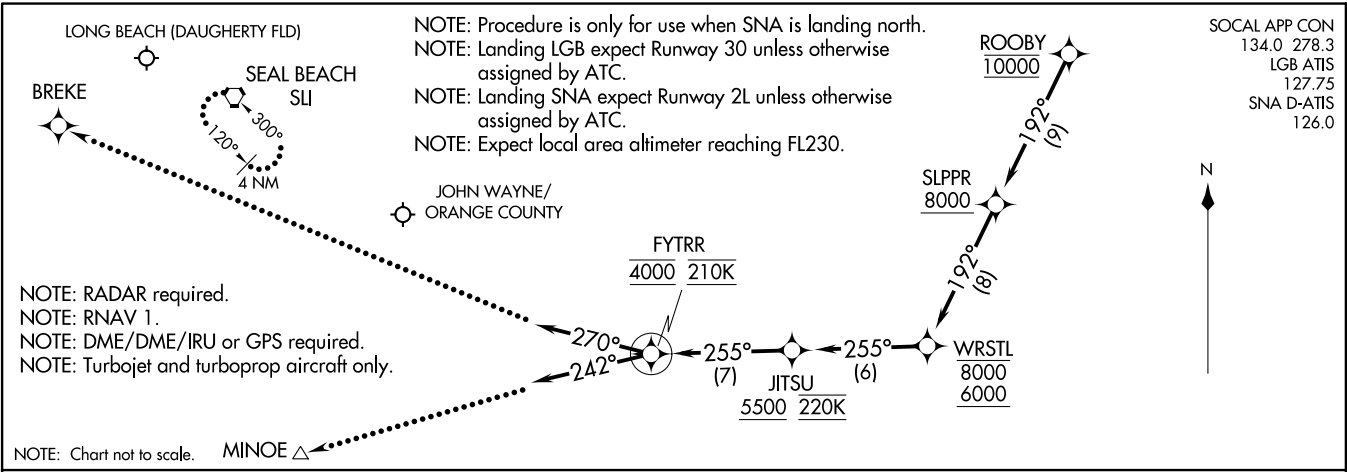 LONG BEACH (DAUGHERTY FLD)
BREKE
SEAL BEACH
SLI
300°
120°
4 NM
NOTE: Procedure is only for use when SNA is landing north.
NOTE: Landing LGB expect Runway 30 unless otherwise
assigned by ATC.
NOTE: Landing SNA expect Runway 2L unless otherwise
assigned by ATC.
NOTE: Expect local area altimeter reaching FL230.
ROOBY
10000
SOCAL APP CON
134.0 278.3
LGB ATIS
127.75
SNA D-ATIS
126.0
192°
(9)
SLPPR
8000
N
JOHN WAYNE/
ORANGE COUNTY
192°
(8)
FYTRR
4000 210K
NOTE: RADAR required.
NOTE: RNAV 1.
NOTE: DME/DME/IRU or GPS required.
NOTE: Turbojet and turboprop aircraft only.
270°
242°
255°
(7)
JITSU
5500 220K
255°
(6)
WRSTL
8000
6000
NOTE: Chart not to scale.
MINOE